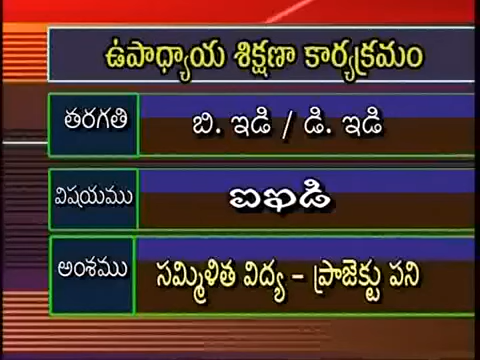 ఉపాధ్యాయ శిక్షణా కార్యక్రమం
తరగతి బి. ఇడి / డి. ఇడి
విషయము ఐఇడి
అంశము సమ్మిళిత విద్య - ప్రాజెక్టు పని